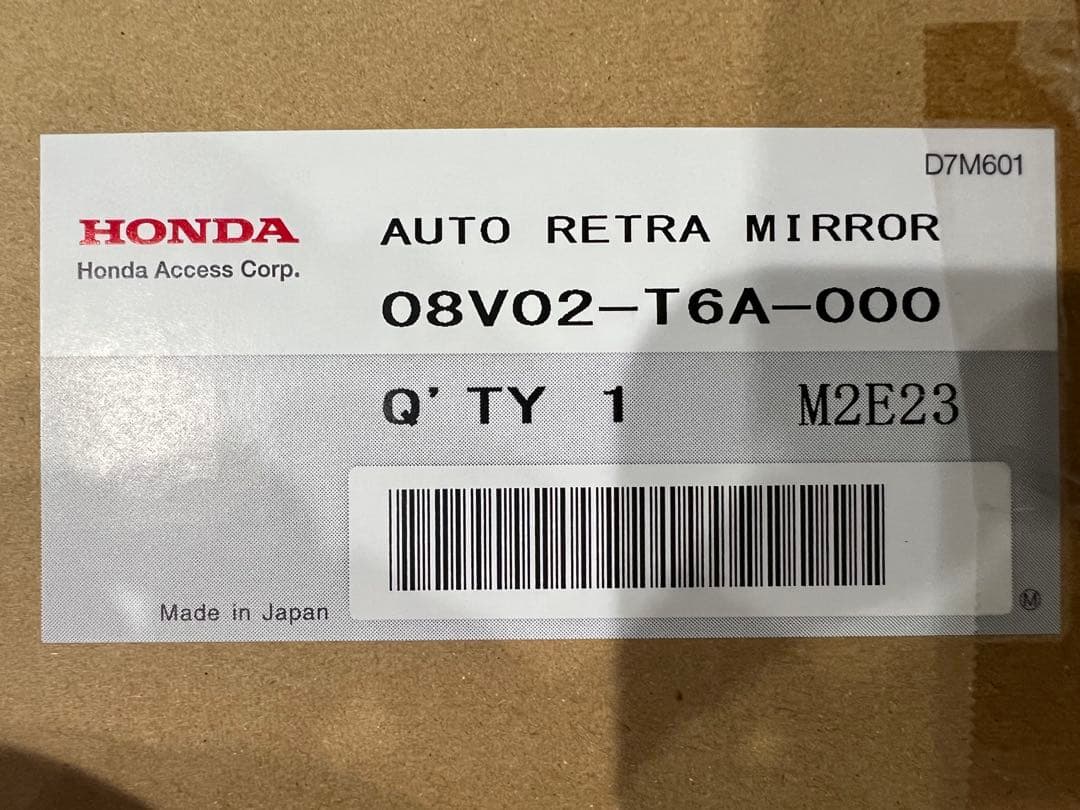 D7M601
HONDA
Honda Access Corp.
AUTO RETRA MIRROR
08V02-T6A-000
Q'TY 1
M2E23
Made in Japan
M